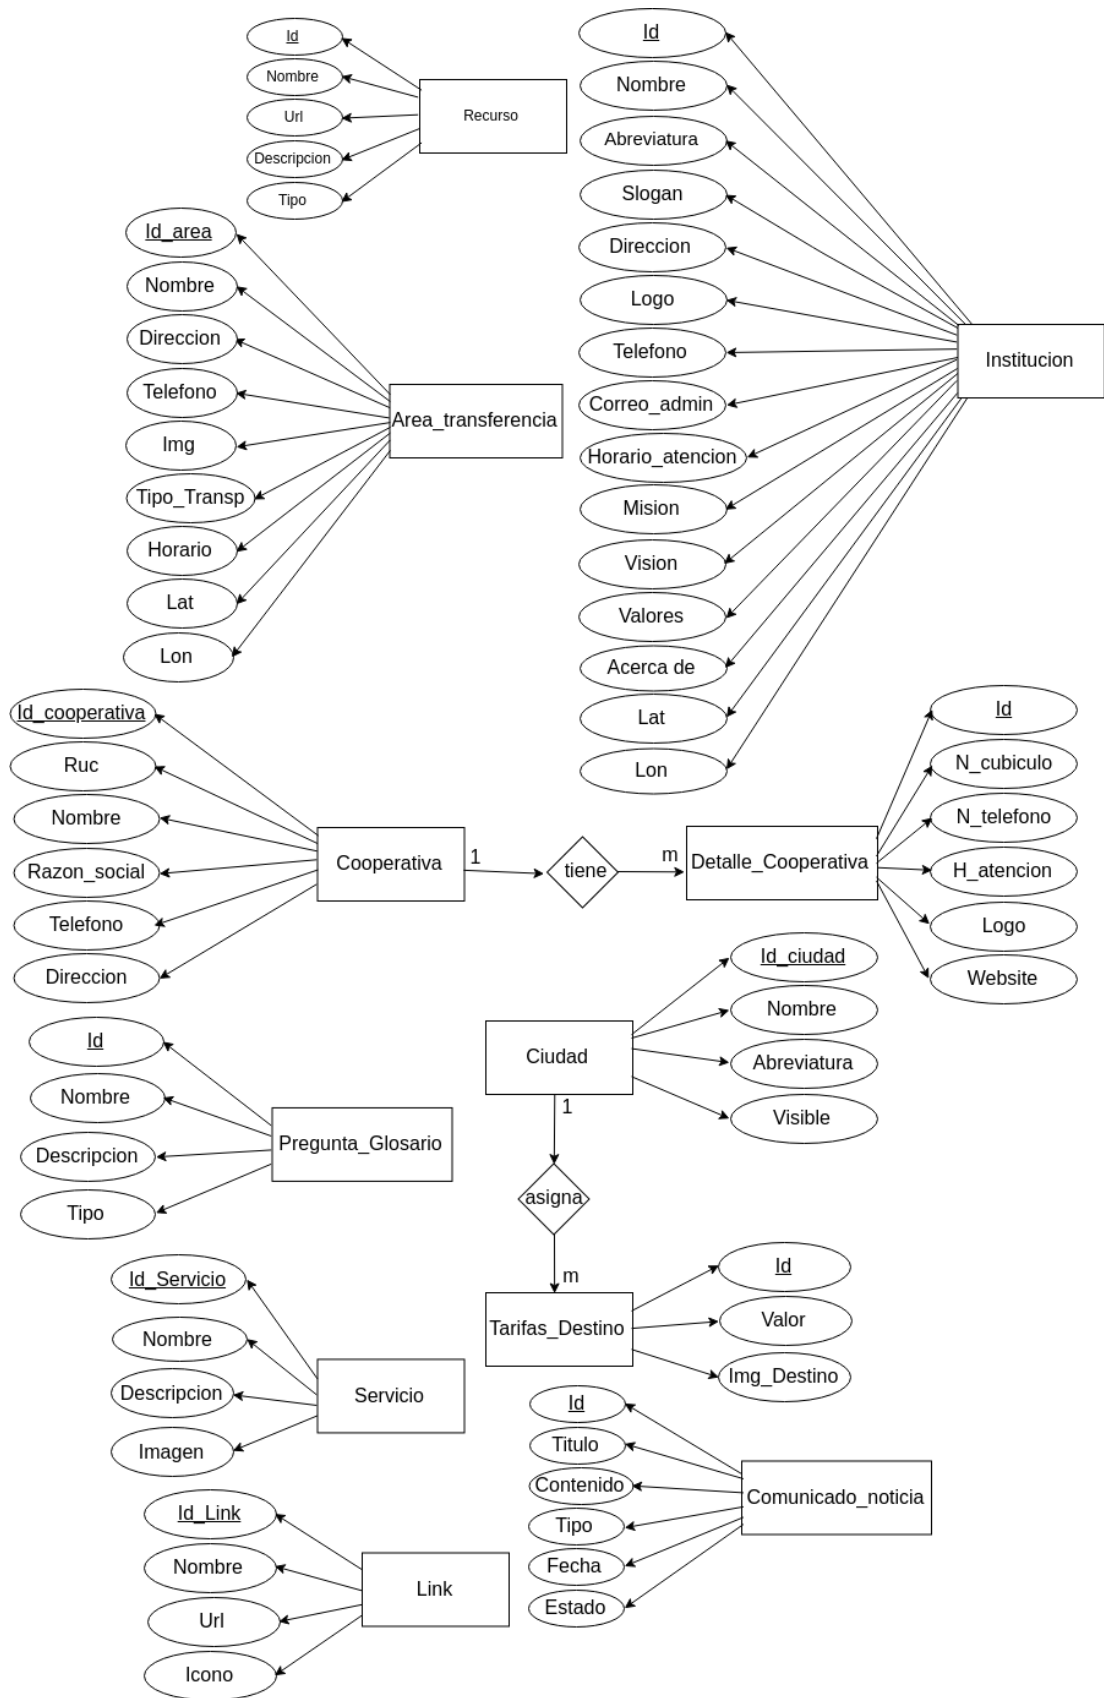 Id
Nombre
Url
Descripcion
Tipo
Recurso
Id
Nombre
Abreviatura
Slogan
Direccion
Logo
Telefono
Correo_admin
Horario_atencion
Mision
Vision
Valores
Acerca de
Lat
Lon
Institucion
Id_area
Nombre
Direccion
Telefono
Img
Tipo_Transp
Horario
Lat
Lon
Area_transferencia
Id_cooperativa
Ruc
Nombre
Razon_social
Telefono
Direccion
Cooperativa
1
tiene
m
Detalle_Cooperativa
Id
N_cubiculo
N_telefono
H_atencion
Logo
Website
Id_ciudad
Nombre
Abreviatura
Visible
Ciudad
1
asigna
m
Tarifas_Destino
Id
Valor
Img_Destino
Id
Nombre
Descripcion
Tipo
Pregunta_Glosario
Id_Servicio
Nombre
Descripcion
Imagen
Servicio
Id
Titulo
Contenido
Tipo
Fecha
Estado
Comunicado_noticia
Id_Link
Nombre
Url
Icono
Link